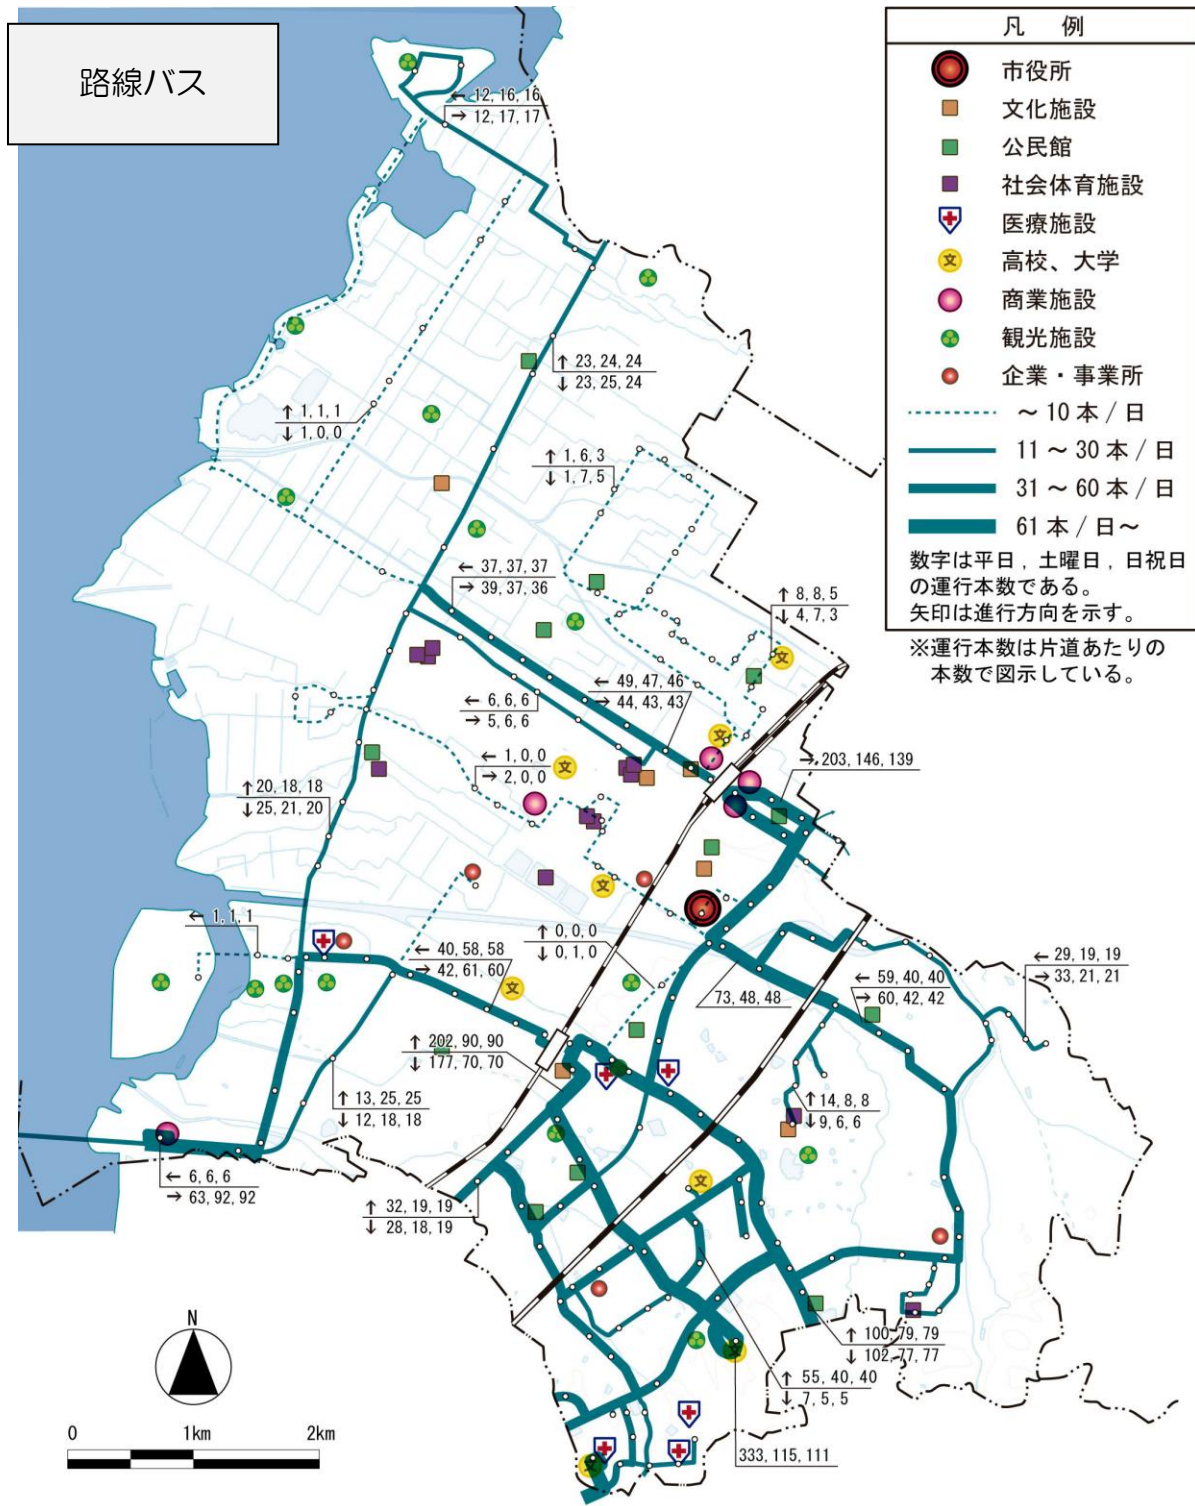 路線バス
凡 例
市役所
文化施設
公民館
社会体育施設
医療施設
文
高校、大学
商業施設
観光施設
企業・事業所
～10本/日
11～30本/日
31～60本/日
61本/日～
数字は平日,土曜日,日祝日
の運行本数である。
矢印は進行方向を示す。
※運行本数は片道あたりの
本数で図示している。
← 12,16,16
→ 12,17,17
↑ 23,24,24
↓ 23,25,24
↑ 1,1,1
↓ 1,0,0
↑ 1,6,3
↓ 1,7,5
← 37,37,37
→ 39,37,36
↑ 8,8,5
↓ 4,7,3
文
← 49,47,46
→ 44,43,43
← 6,6,6
→ 5,6,6
文
← 1,0,0
→ 2,0,0
文
→ 203,146,139
↑ 20,18,18
↓ 25,21,20
文
← 1,1,1
↑ 0,0,0
↓ 0,1,0
← 40,58,58
→ 42,61,60
文
← 29,19,19
→ 33,21,21
← 59,40,40
→ 60,42,42
73,48,48
↑ 202,90,90
↓ 177,70,70
↑ 13,25,25
↓ 12,18,18
↑ 14,8,8
↓ 9,6,6
← 6,6,6
→ 63,92,92
文
↑ 32,19,19
↓ 28,18,19
↑ 100,79,79
↓ 102,77,77
文
↑ 55,40,40
↓ 7,5,5
333,115,111
文
N
0 1km 2km